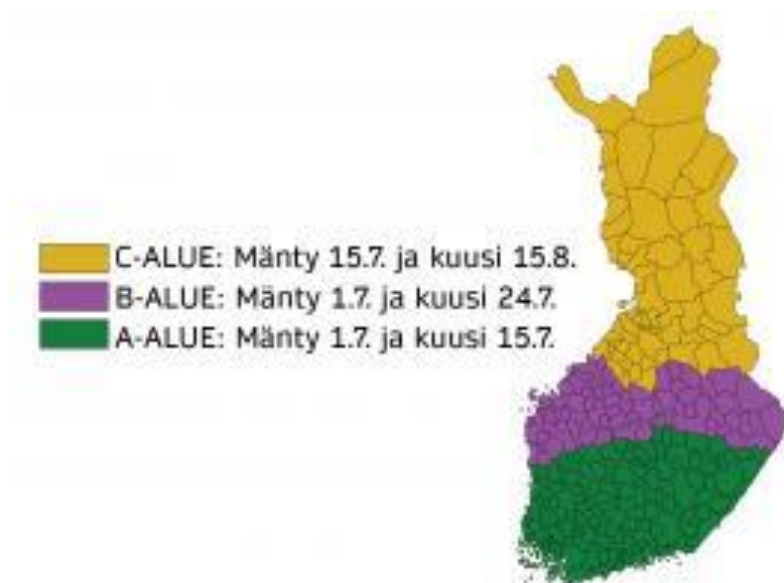 C-ALUE: Mänty 15.7. ja kuusi 15.8.
B-ALUE: Mänty 1.7. ja kuusi 24.7.
A-ALUE: Mänty 1.7. ja kuusi 15.7.